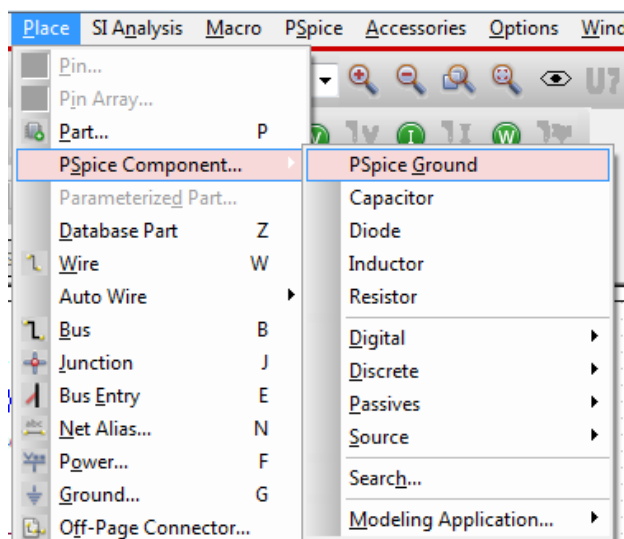 Place SI Analysis Macro PSpice Accessories Options Wind
U?
Pin...
Pin Array...
Part... P
V V I I W
PSpice Component...
PSpice Ground
Parameterized Part...
Capacitor
Database Part Z
Diode
Wire W
Inductor
Auto Wire
Resistor
Bus B
Digital
Junction J
Discrete
Bus Entry E
Passives
Net Alias... N
Source
Power... F
Search...
Ground... G
Modeling Application...
Off-Page Connector...